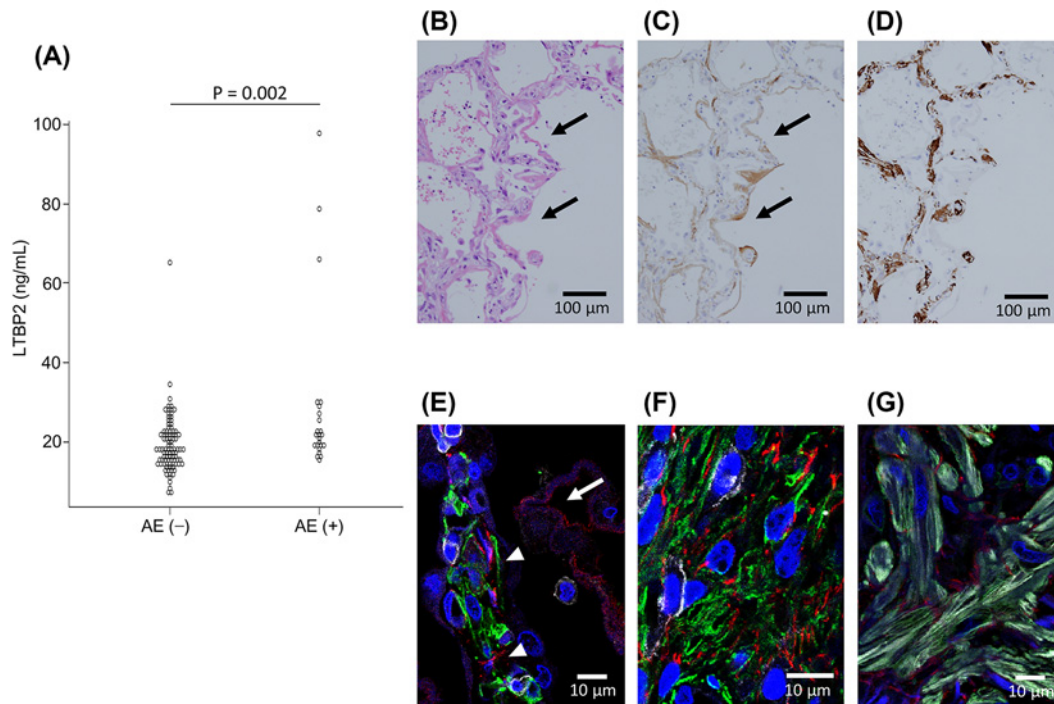 (A)
P = 0.002
LTBP2 (ng/mL)
100
80
60
40
20
AE (−)
AE (+)
(B)
100 µm
(C)
100 µm
(D)
100 µm
(E)
10 µm
(F)
10 µm
(G)
10 µm